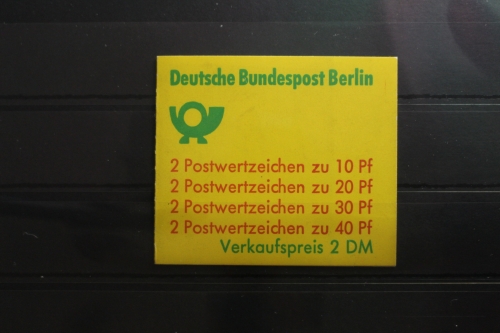 Deutsche Bundespost Berlin
2 Postwertzeichen zu 10 Pf
2 Postwertzeichen zu 20 Pf
2 Postwertzeichen zu 30 Pf
2 Postwertzeichen zu 40 Pf
Verkaufspreis 2 DM